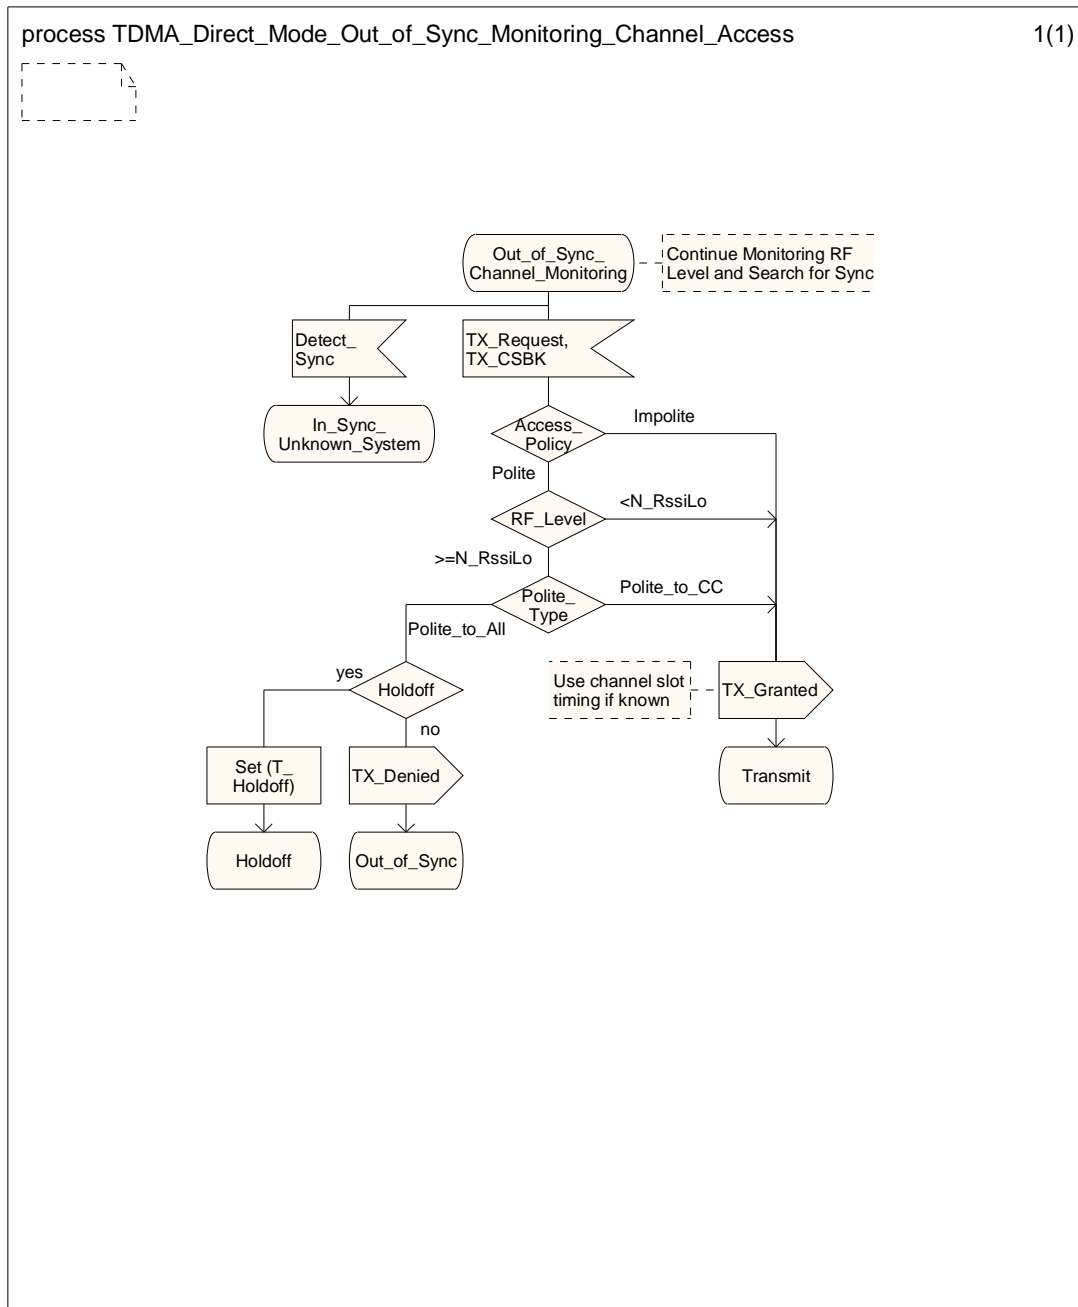 process TDMA_Direct_Mode_Out_of_Sync_Monitoring_Channel_Access 1(1)
Out_of_Sync_
Channel_Monitoring
Continue Monitoring RF
Level and Search for Sync
Detect_
Sync
TX_Request,
TX_CSBK
In_Sync_
Unknown_System
Access_
Policy
Impolite
Polite
RF_Level
<N_RssiLo
>=N_RssiLo
Polite_
Type
Polite_to_CC
Polite_to_All
yes
Holdoff
no
Use channel slot
timing if known
TX_Granted
Set (T_
Holdoff)
TX_Denied
Transmit
Holdoff
Out_of_Sync